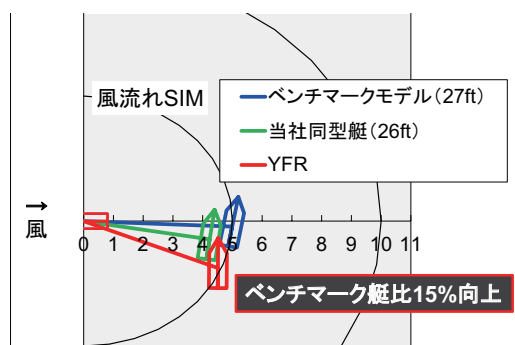 風流れSIM
ベンチマークモデル(27ft)
当社同型艇(26ft)
YFR
→
風
0 1 2 3 4 5 6 7 8 9 10 11
ベンチマーク艇比15%向上